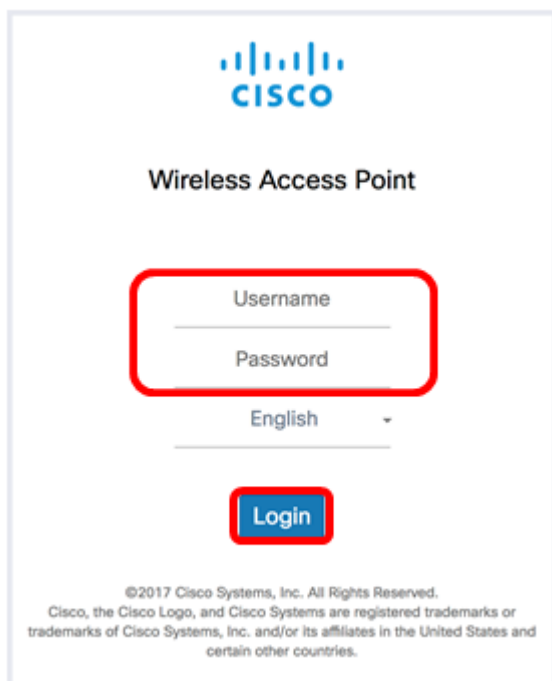 CISCO
Wireless Access Point
Username
Password
English
Login
©2017 Cisco Systems, Inc. All Rights Reserved.
Cisco, the Cisco Logo, and Cisco Systems are registered trademarks or
trademarks of Cisco Systems, Inc. and/or its affiliates in the United States and
certain other countries.